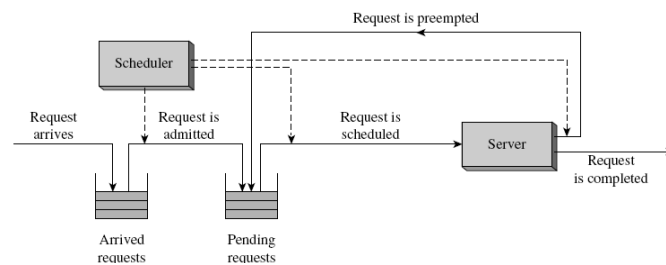 Request is preempted
Scheduler
Request
arrives
Request is
admitted
Request is
scheduled
Server
Request
is completed
Arrived
requests
Pending
requests